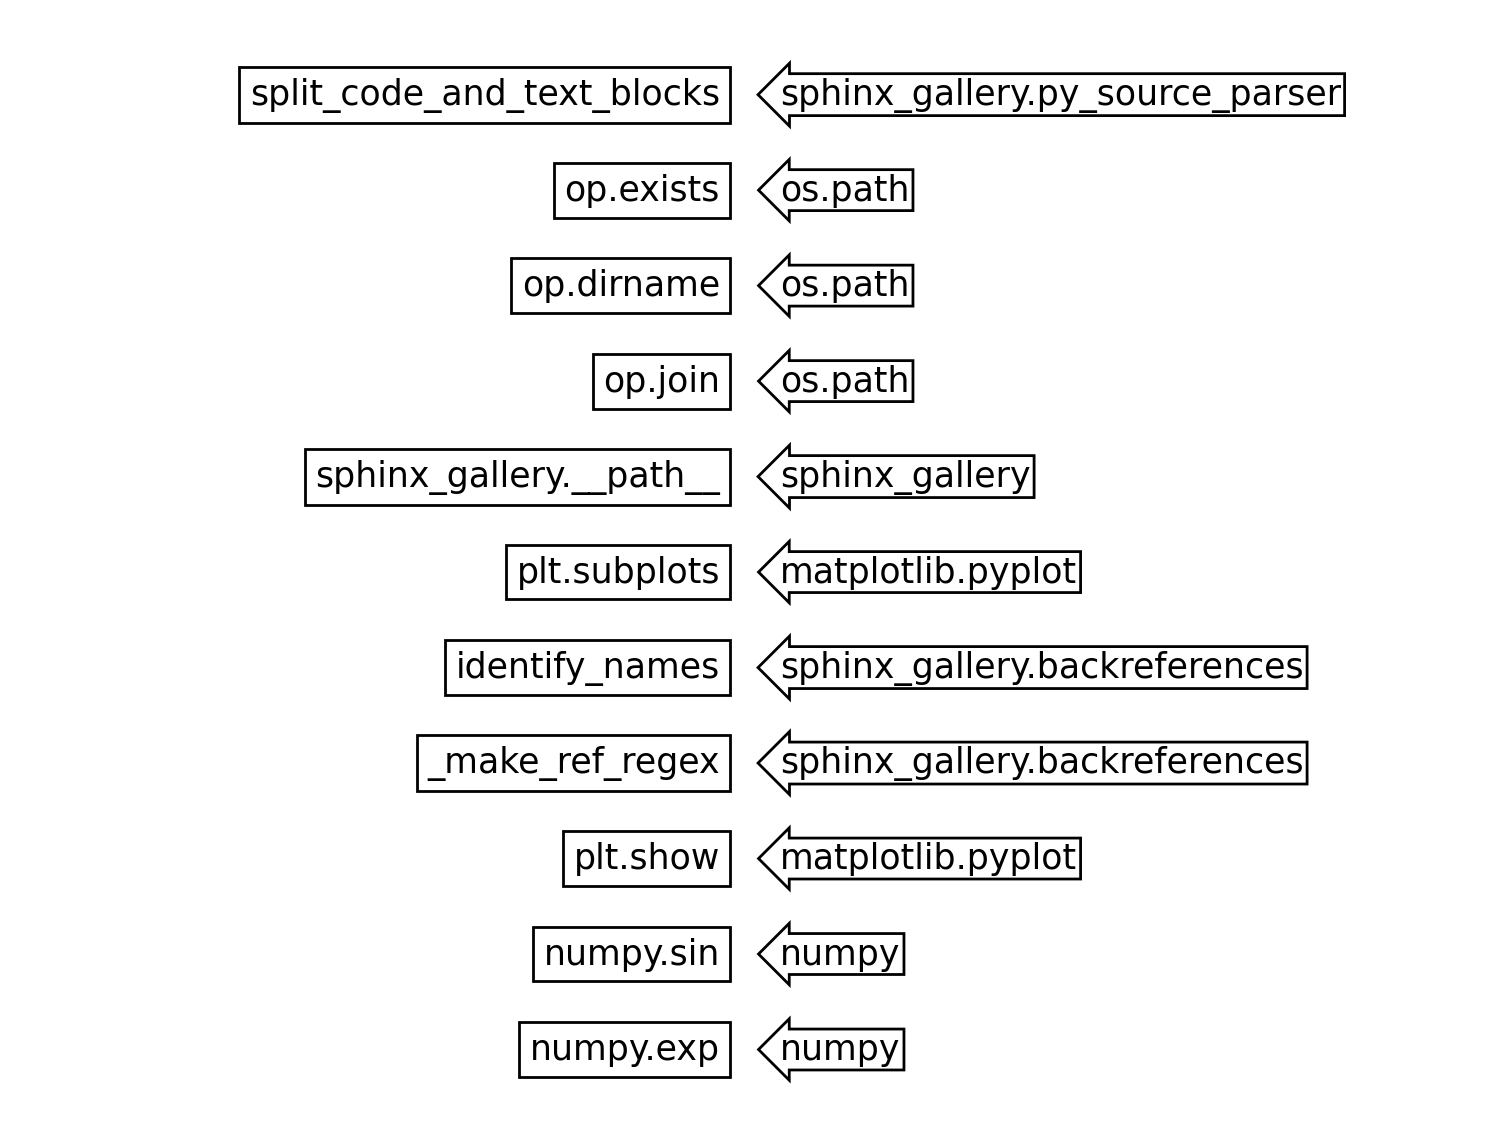 split_code_and_text_blocks sphinx_gallery.py_source_parser
op.exists os.path
op.dirname os.path
op.join os.path
sphinx_gallery.__path__ sphinx_gallery
plt.subplots matplotlib.pyplot
identify_names sphinx_gallery.backreferences
_make_ref_regex sphinx_gallery.backreferences
plt.show matplotlib.pyplot
numpy.sin numpy
numpy.exp numpy